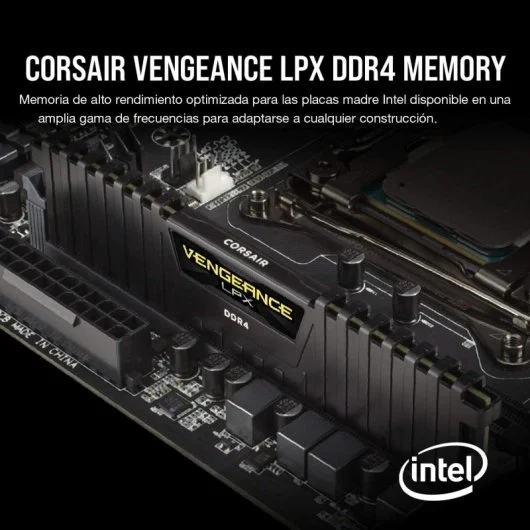 CORSAIR VENGEANCE LPX DDR4 MEMORY
Memoria de alto rendimiento optimizada para las placas madre Intel disponible en una
amplia gama de frecuencias para adaptarse a cualquier construcción.
CORSAIR
VENGEANCE
LPX
DDR4
MADE IN CHINA
intel